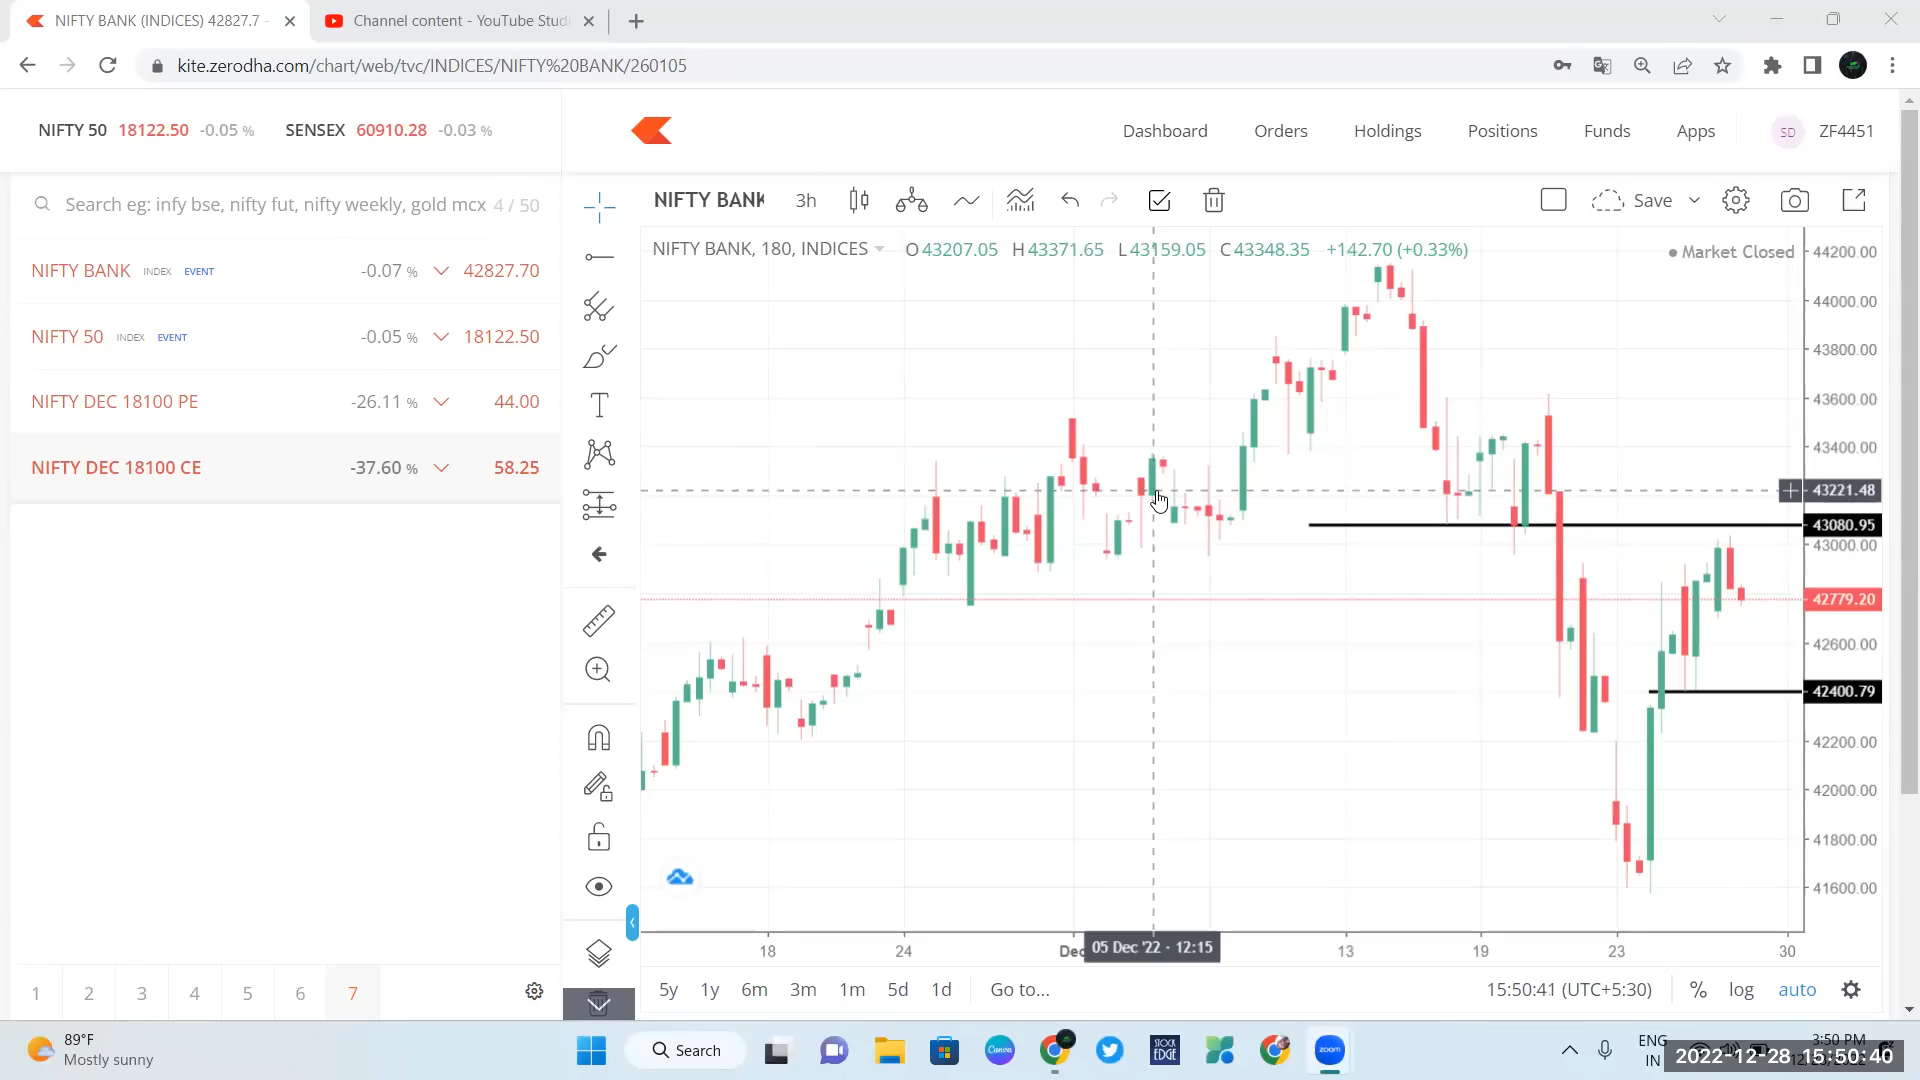 NIFTY BANK (INDICES) 42827.7 -
Channel content - YouTube Studi
kite.zerodha.com/chart/web/tvc/INDICES/NIFTY%20BANK/260105
NIFTY 50 18122.50 -0.05 % SENSEX 60910.28 -0.03 %
Dashboard Orders Holdings Positions Funds Apps SD ZF4451
Search eg: infy bse, nifty fut, nifty weekly, gold mcx 4 / 50
NIFTY BANK INDEX EVENT -0.07 % 42827.70
NIFTY 50 INDEX EVENT -0.05 % 18122.50
NIFTY DEC 18100 PE -26.11 % 44.00
NIFTY DEC 18100 CE -37.60 % 58.25
1 2 3 4 5 6 7
NIFTY BANK 3h Save
NIFTY BANK, 180, INDICES O43207.05 H43371.65 L43159.05 C43348.35 +142.70 (+0.33%)
Market Closed
44200.00
44000.00
43800.00
43600.00
43400.00
43221.48
43080.95
43000.00
42779.20
42600.00
42400.79
42200.00
42000.00
41800.00
41600.00
18 24 Dec 05 Dec '22 - 12:15 13 19 23 30
5y 1y 6m 3m 1m 5d 1d Go to... 15:50:41 (UTC+5:30) % log auto
89°F
Mostly sunny
Search
Canva
STOCK
EDGE
zoom
ENG
IN
3:50 PM
2022-12-28 15:50:40